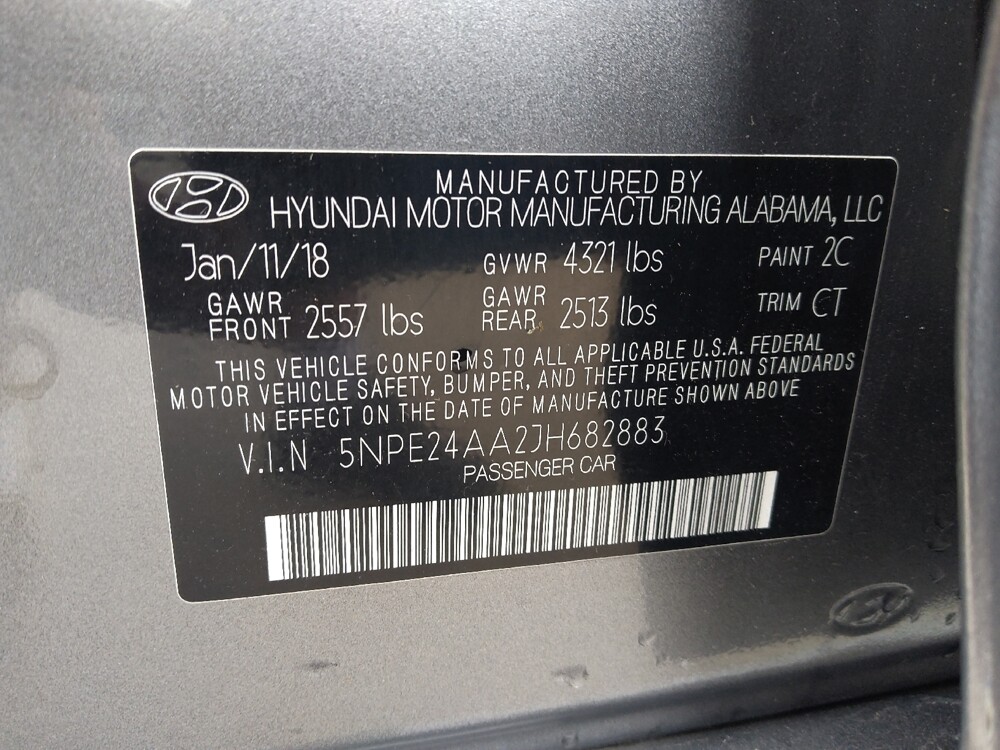 MANUFACTURED BY
HYUNDAI MOTOR MANUFACTURING ALABAMA, LLC
Jan/11/18 GVWR 4321 lbs PAINT 2C
GAWR FRONT 2557 lbs GAWR REAR 2513 lbs TRIM CT
THIS VEHICLE CONFORMS TO ALL APPLICABLE U.S.A. FEDERAL
MOTOR VEHICLE SAFETY, BUMPER, AND THEFT PREVENTION STANDARDS
IN EFFECT ON THE DATE OF MANUFACTURE SHOWN ABOVE
V.I.N 5NPE24AA2JH682883
PASSENGER CAR